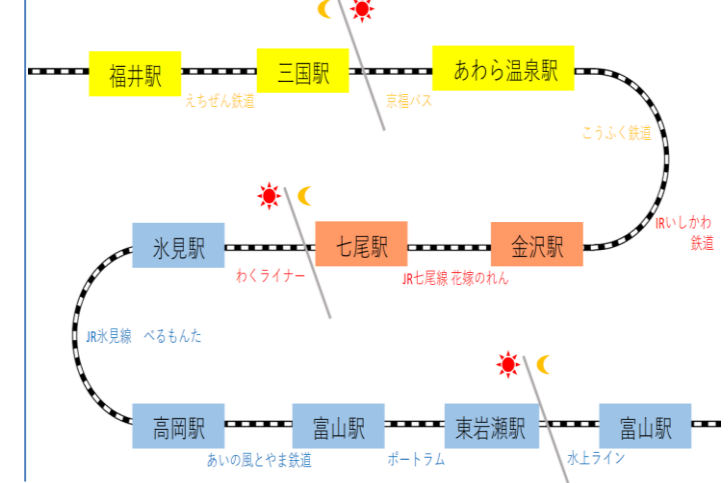 福井駅
三国駅
あわら温泉駅
えちぜん鉄道
京福バス
こうふく鉄道
IRいしかわ
鉄道
氷見駅
七尾駅
金沢駅
わくライナー
JR七尾線 花嫁のれん
JR氷見線　べるもんた
高岡駅
富山駅
東岩瀬駅
富山駅
あいの風とやま鉄道
ポートラム
水上ライン